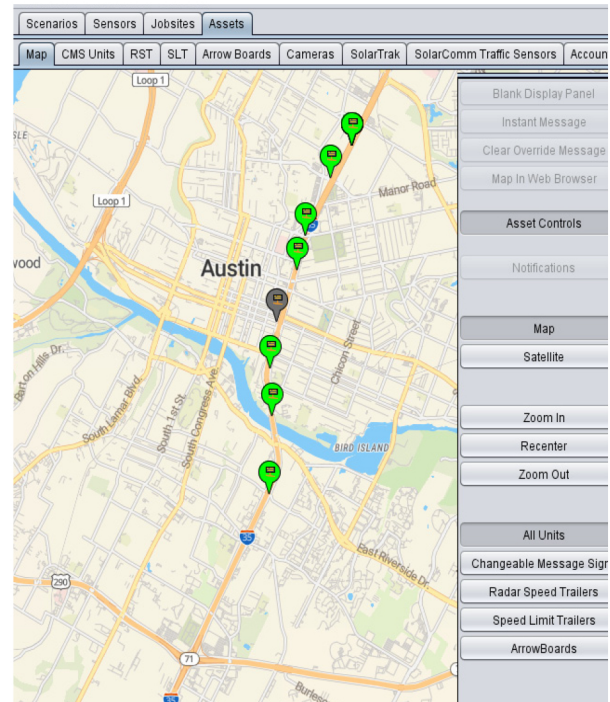 Scenarios Sensors Jobsites Assets
Map CMS Units RST SLT Arrow Boards Cameras SolarTrak SolarComm Traffic Sensors Accoun
Loop 1
Manor Road
Loop 1
wood
Austin
Barton Hills Dr.
South Lamar Blvd.
South 1st St.
South Congress Ave.
Chicon Street
BIRD ISLAND
35
East Riverside Dr.
290
71
35
Burleso
Blank Display Panel
Instant Message
Clear Override Message
Map In Web Browser
Asset Controls
Notifications
Map
Satellite
Zoom In
Recenter
Zoom Out
All Units
Changeable Message Sign
Radar Speed Trailers
Speed Limit Trailers
ArrowBoards